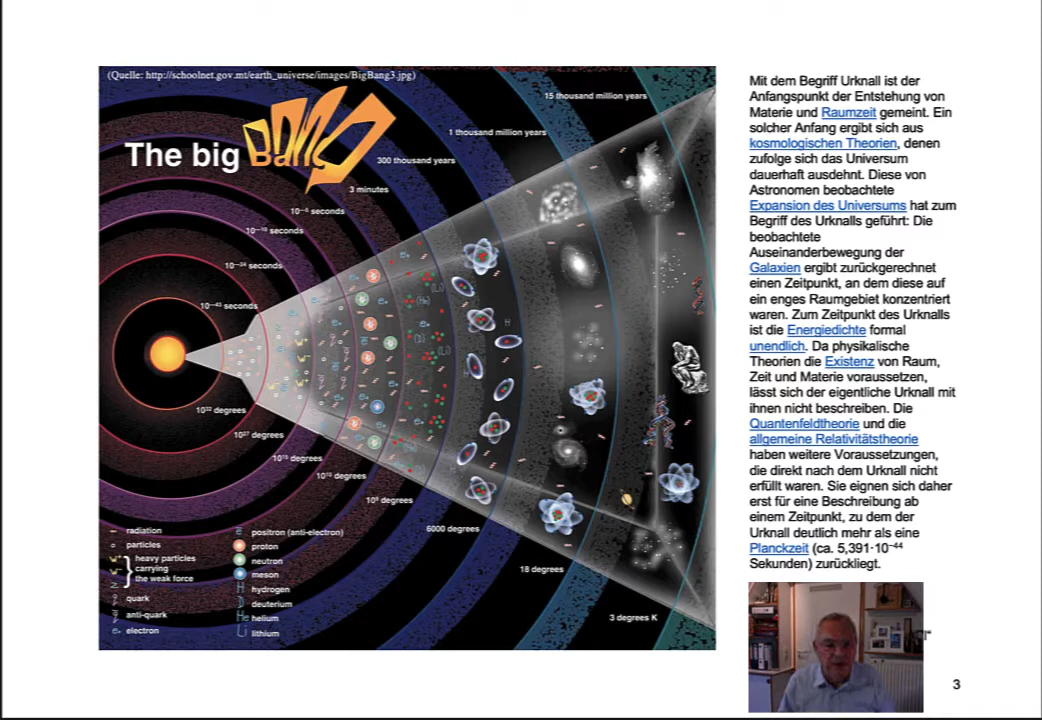 (Quelle: http://schoolnet.gov.mt/earth_universe/images/BigBang3.jpg)
The big Bang
15 thousand million years
1 thousand million years
300 thousand years
3 minutes
10⁻⁵ seconds
10⁻¹⁰ seconds
10⁻³⁴ seconds
10⁻⁴³ seconds
10³² degrees
10²⁷ degrees
10¹⁵ degrees
10¹⁰ degrees
10⁹ degrees
6000 degrees
18 degrees
3 degrees K
radiation
particles
heavy particles
carrying
the weak force
quark
anti-quark
electron
positron (anti-electron)
proton
neutron
meson
H hydrogen
D deuterium
He helium
Li lithium
Mit dem Begriff Urknall ist der
Anfangspunkt der Entstehung von
Materie und Raumzeit gemeint. Ein
solcher Anfang ergibt sich aus
kosmologischen Theorien, denen
zufolge sich das Universum
dauerhaft ausdehnt. Diese von
Astronomen beobachtete
Expansion des Universums hat zum
Begriff des Urknalls geführt: Die
beobachtete
Auseinanderbewegung der
Galaxien ergibt zurückgerechnet
einen Zeitpunkt, an dem diese auf
ein enges Raumgebiet konzentriert
waren. Zum Zeitpunkt des Urknalls
ist die Energiedichte formal
unendlich. Da physikalische
Theorien die Existenz von Raum,
Zeit und Materie voraussetzen,
lässt sich der eigentliche Urknall mit
ihnen nicht beschreiben. Die
Quantenfeldtheorie und die
allgemeine Relativitätstheorie
haben weitere Voraussetzungen,
die direkt nach dem Urknall nicht
erfüllt waren. Sie eignen sich daher
erst für eine Beschreibung ab
einem Zeitpunkt, zu dem der
Urknall deutlich mehr als eine
Planckzeit (ca. 5,391·10⁻⁴⁴
Sekunden) zurückliegt.
3